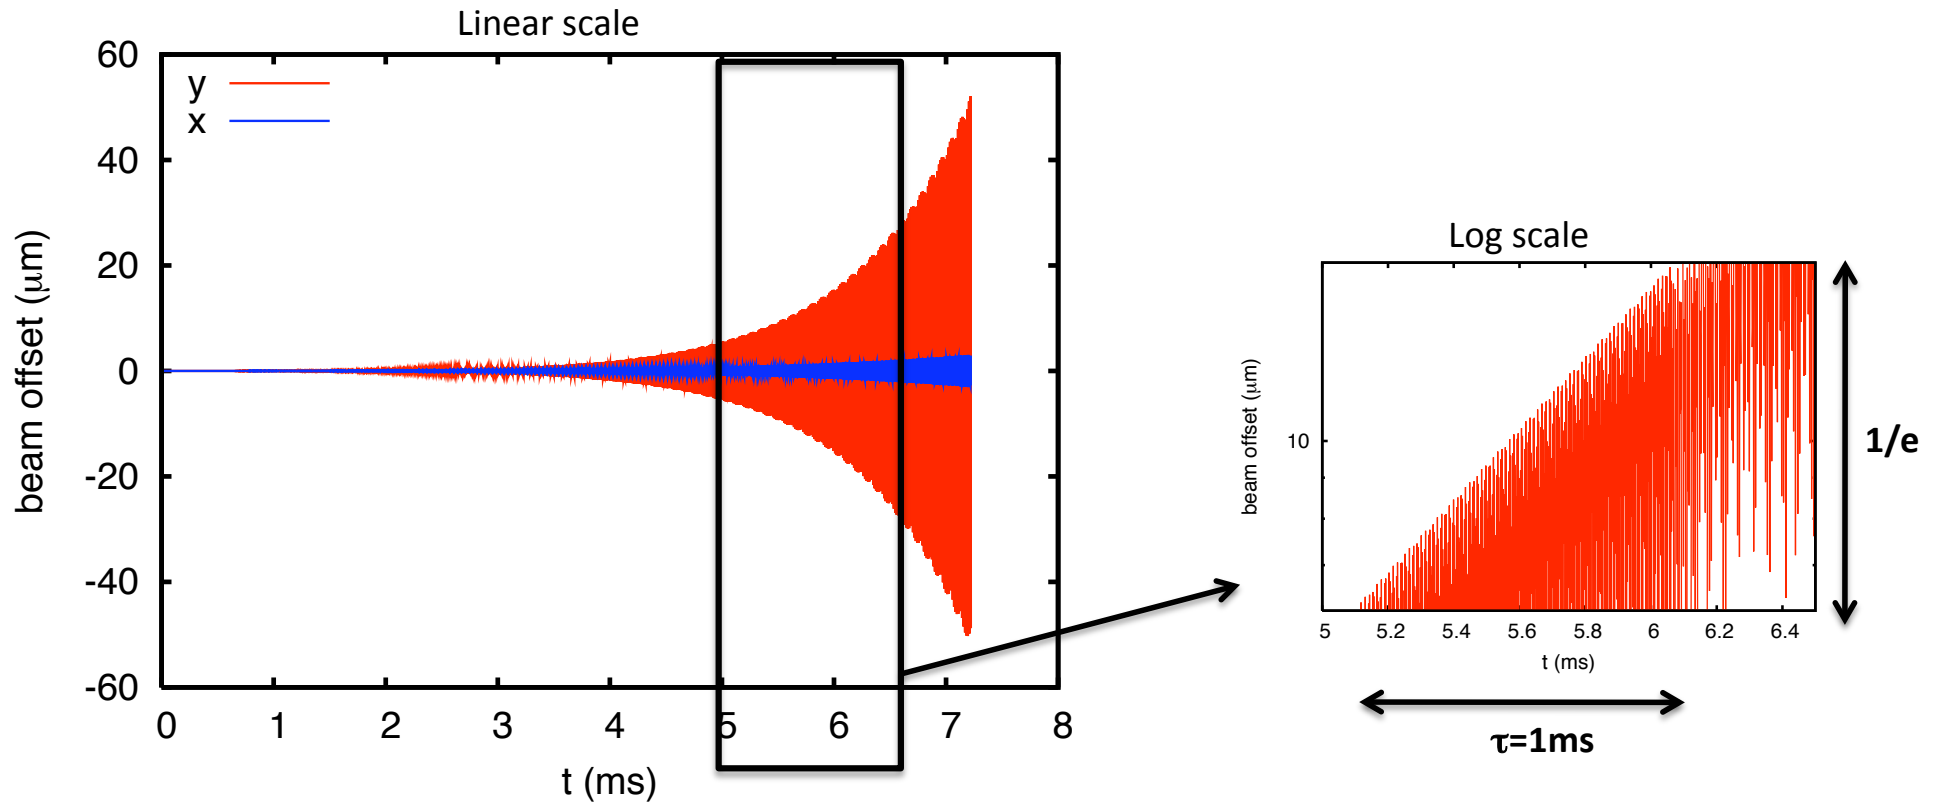 Linear scale
60
40
20
0
-20
-40
-60
y
x
beam offset (μm)
0 1 2 3 4 5 6 7 8
t (ms)
Log scale
10
beam offset (μm)
5 5.2 5.4 5.6 5.8 6 6.2 6.4
t (ms)
1/e
τ=1ms